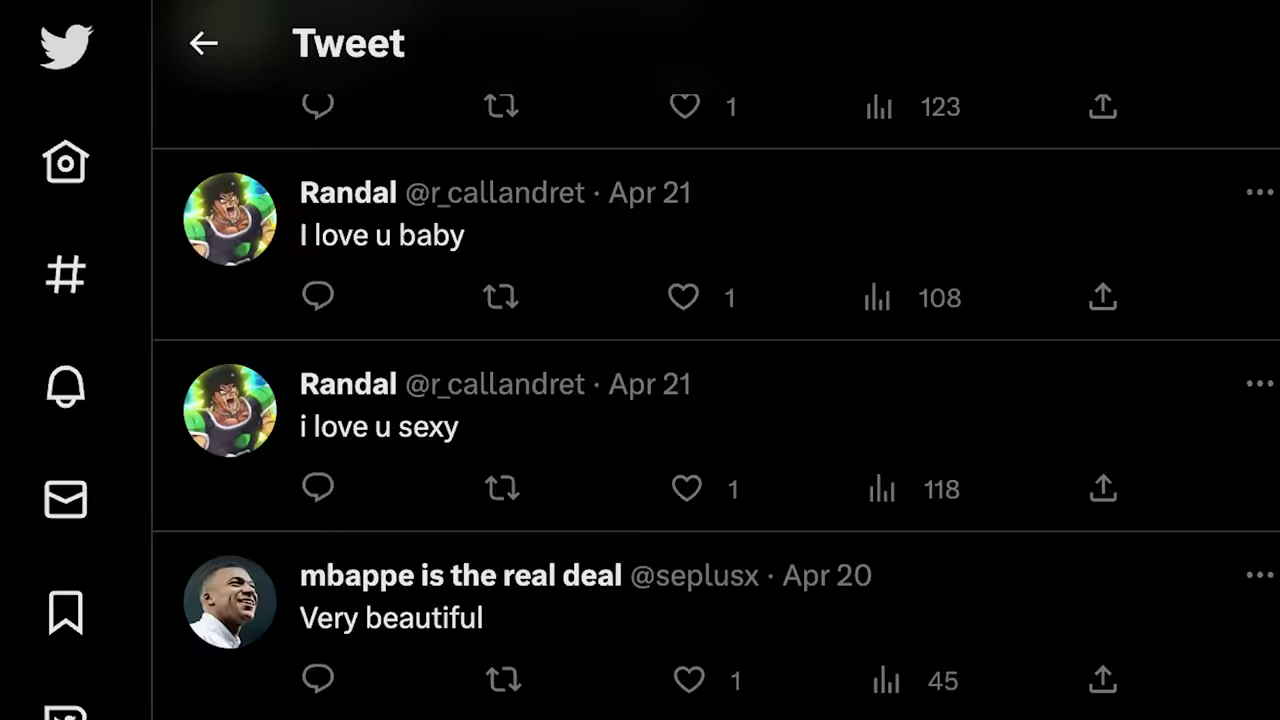 Tweet
1 123
Randal @r_callandret · Apr 21
I love u baby
1 108
Randal @r_callandret · Apr 21
i love u sexy
1 118
mbappe is the real deal @seplusx · Apr 20
Very beautiful
1 45